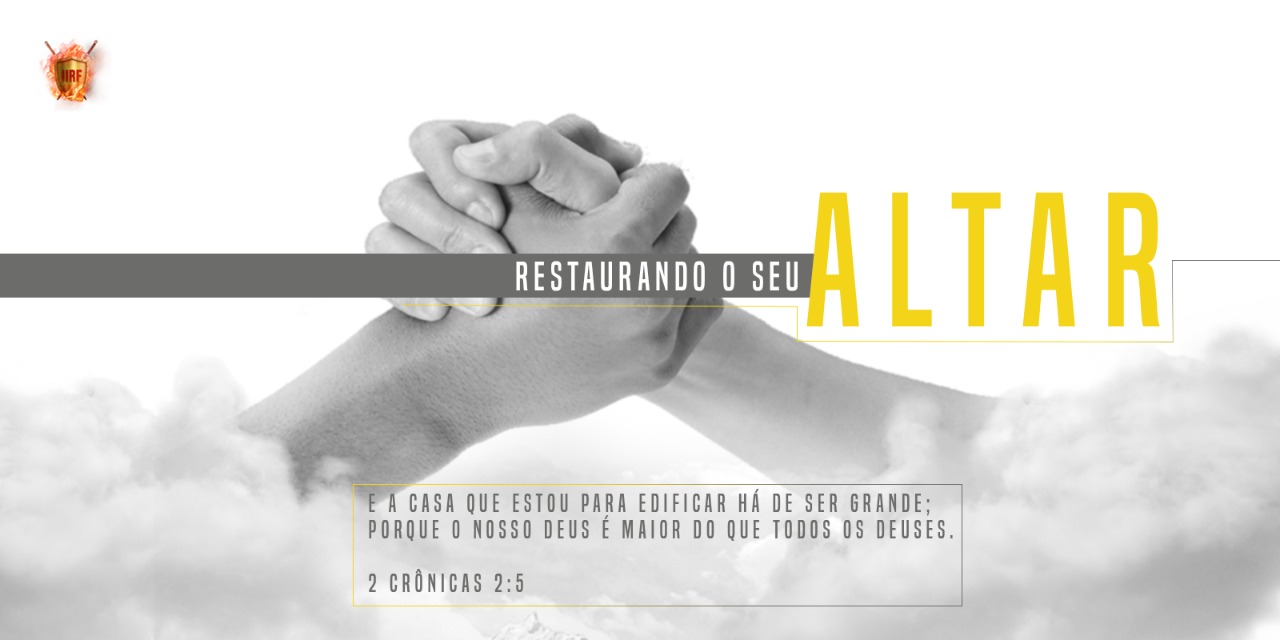 RESTAURANDO O SEU
ALTAR
E A CASA QUE ESTOU PARA EDIFICAR HÁ DE SER GRANDE;
PORQUE O NOSSO DEUS É MAIOR DO QUE TODOS OS DEUSES.
2 CRÔNICAS 2:5